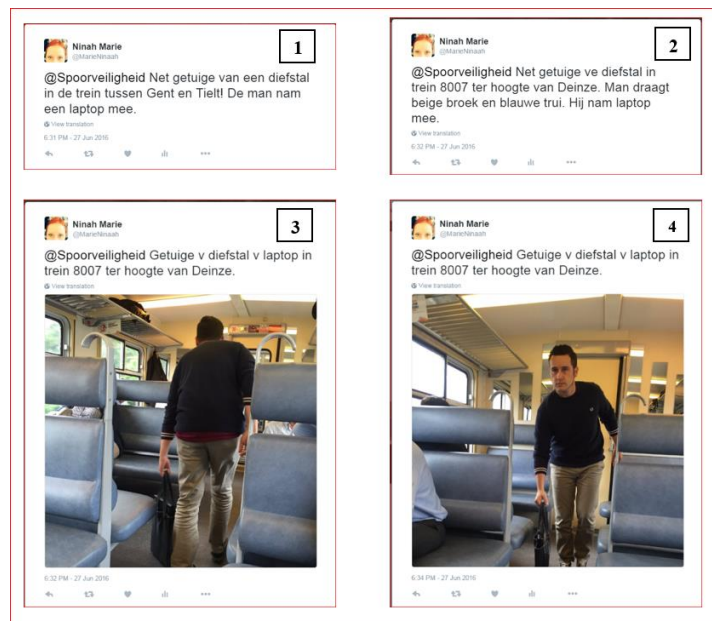 Ninah Marie
@MarieNinaah
1
@Spoorveiligheid Net getuige van een diefstal
in de trein tussen Gent en Tielt! De man nam
een laptop mee.
View translation
6:31 PM - 27 Jun 2016
Ninah Marie
@MarieNinaah
2
@Spoorveiligheid Net getuige ve diefstal in
trein 8007 ter hoogte van Deinze. Man draagt
beige broek en blauwe trui. Hij nam laptop
mee.
View translation
6:32 PM - 27 Jun 2016
Ninah Marie
@MarieNinaah
3
@Spoorveiligheid Getuige v diefstal v laptop in
trein 8007 ter hoogte van Deinze.
View translation
6:32 PM - 27 Jun 2016
Ninah Marie
@MarieNinaah
4
@Spoorveiligheid Getuige v diefstal v laptop in
trein 8007 ter hoogte van Deinze.
View translation
6:34 PM - 27 Jun 2016